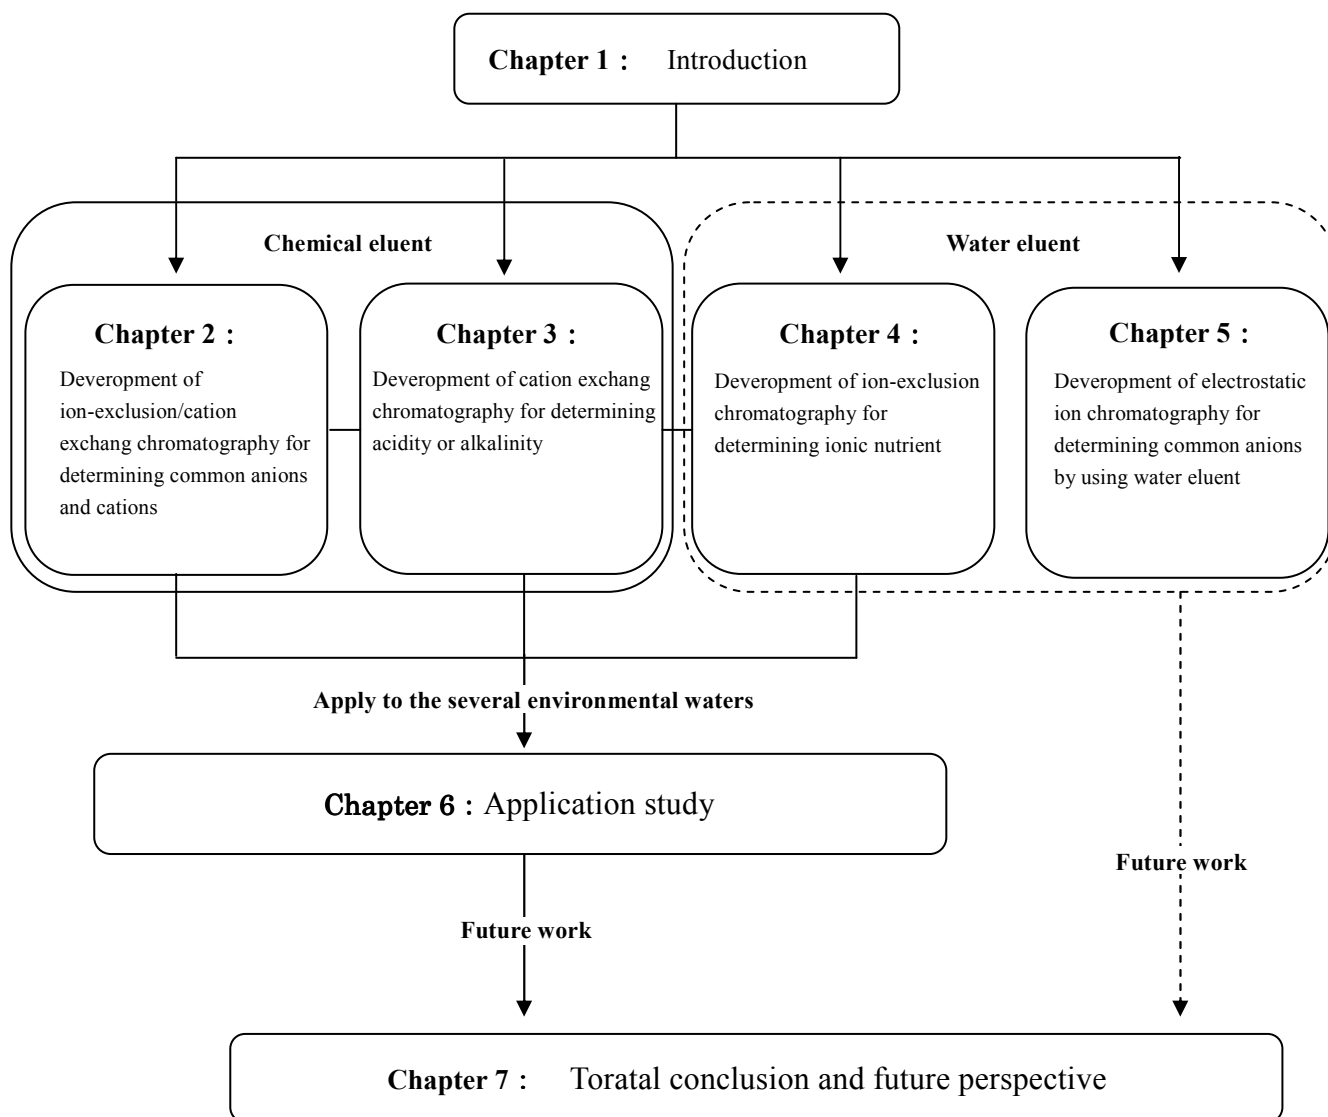 Chapter 1： Introduction
Chemical eluent
Water eluent
Chapter 2：
Deveropment of
ion-exclusion/cation
exchang chromatography for
determining common anions
and cations
Chapter 3：
Deveropment of cation exchang
chromatography for determining
acidity or alkalinity
Chapter 4：
Deveropment of ion-exclusion
chromatography for
determining ionic nutrient
Chapter 5：
Deveropment of electrostatic
ion chromatography for
determining common anions
by using water eluent
Apply to the several environmental waters
Chapter 6：Application study
Future work
Future work
Chapter 7： Toratal conclusion and future perspective